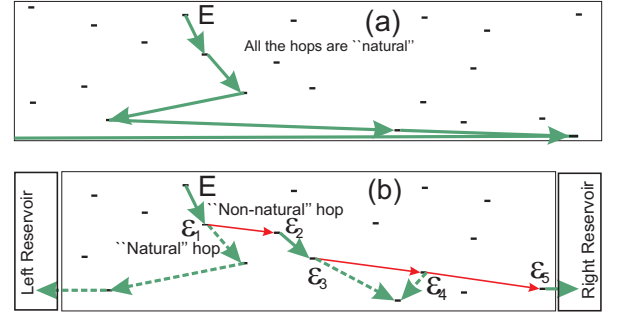 (a)
E
All the hops are ``natural''
Left Reservoir
(b)
E
``Non-natural'' hop
ε1
ε2
``Natural'' hop
ε3
ε4
ε5
Right Reservoir